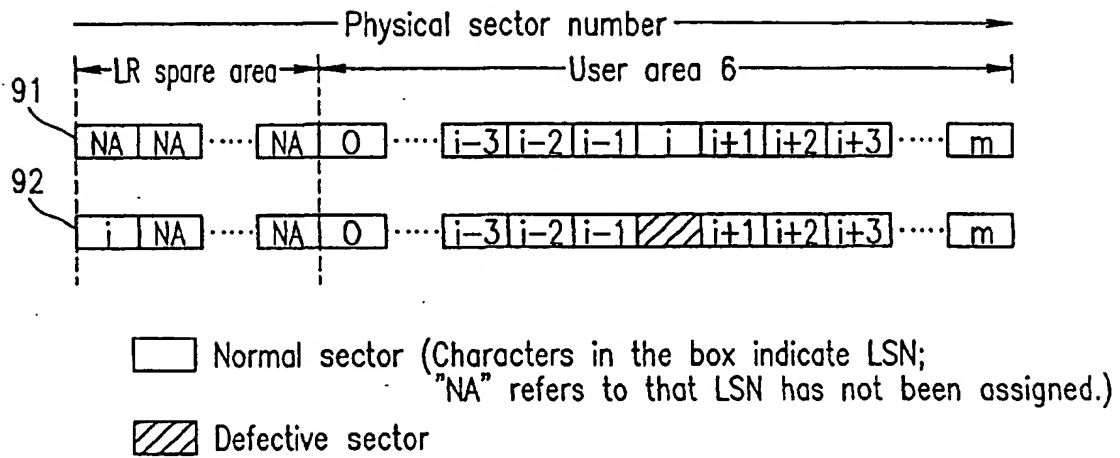 Physical sector number
LR spare area User area 6
91
NA NA ····· NA 0 ····· i-3 i-2 i-1 i i+1 i+2 i+3 ····· m
92
i NA ····· NA 0 ····· i-3 i-2 i-1 i+1 i+2 i+3 ····· m
Normal sector (Characters in the box indicate LSN;
"NA" refers to that LSN has not been assigned.)
Defective sector